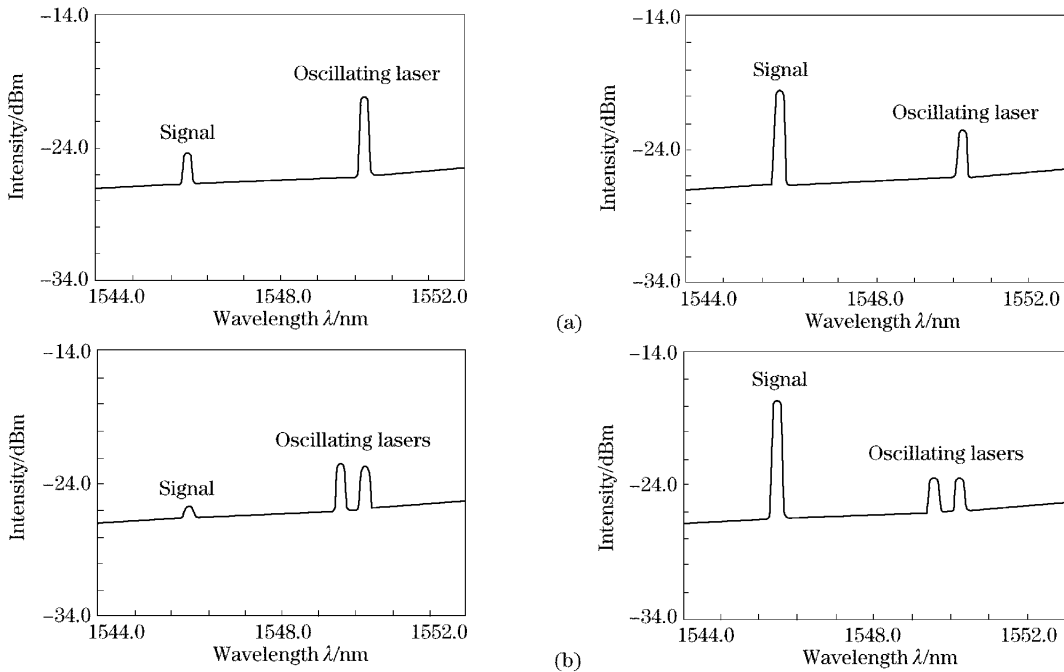 −14.0
Oscillating laser
Signal
−24.0
−34.0
Intensity/dBm
1544.0 1548.0 1552.0
Wavelength λ/nm
−14.0
Signal
Oscillating laser
−24.0
−34.0
Intensity/dBm
1544.0 1548.0 1552.0
Wavelength λ/nm
(a)
−14.0
Oscillating lasers
Signal
−24.0
−34.0
Intensity/dBm
1544.0 1548.0 1552.0
Wavelength λ/nm
−14.0
Signal
Oscillating lasers
−24.0
−34.0
Intensity/dBm
1544.0 1548.0 1552.0
Wavelength λ/nm
(b)